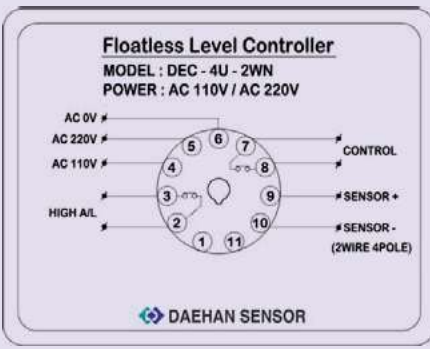 Floatless Level Controller
MODEL : DEC - 4U - 2WN
POWER : AC 110V / AC 220V
AC 0V
AC 220V
AC 110V
HIGH A/L
5 6 7
4 8
3 9
2 10
1 11
CONTROL
SENSOR +
SENSOR -
(2WIRE 4POLE)
DAEHAN SENSOR